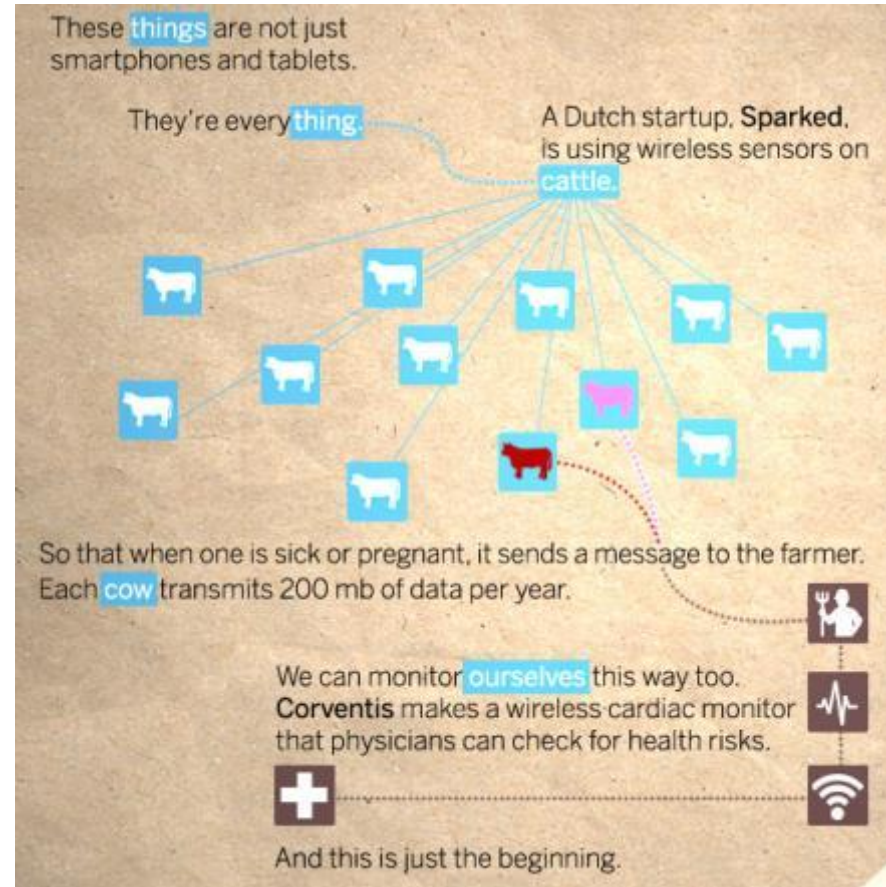 These things are not just
smartphones and tablets.
They're everything.
A Dutch startup, Sparked,
is using wireless sensors on
cattle.
So that when one is sick or pregnant, it sends a message to the farmer.
Each cow transmits 200 mb of data per year.
We can monitor ourselves this way too.
Corventis makes a wireless cardiac monitor
that physicians can check for health risks.
And this is just the beginning.